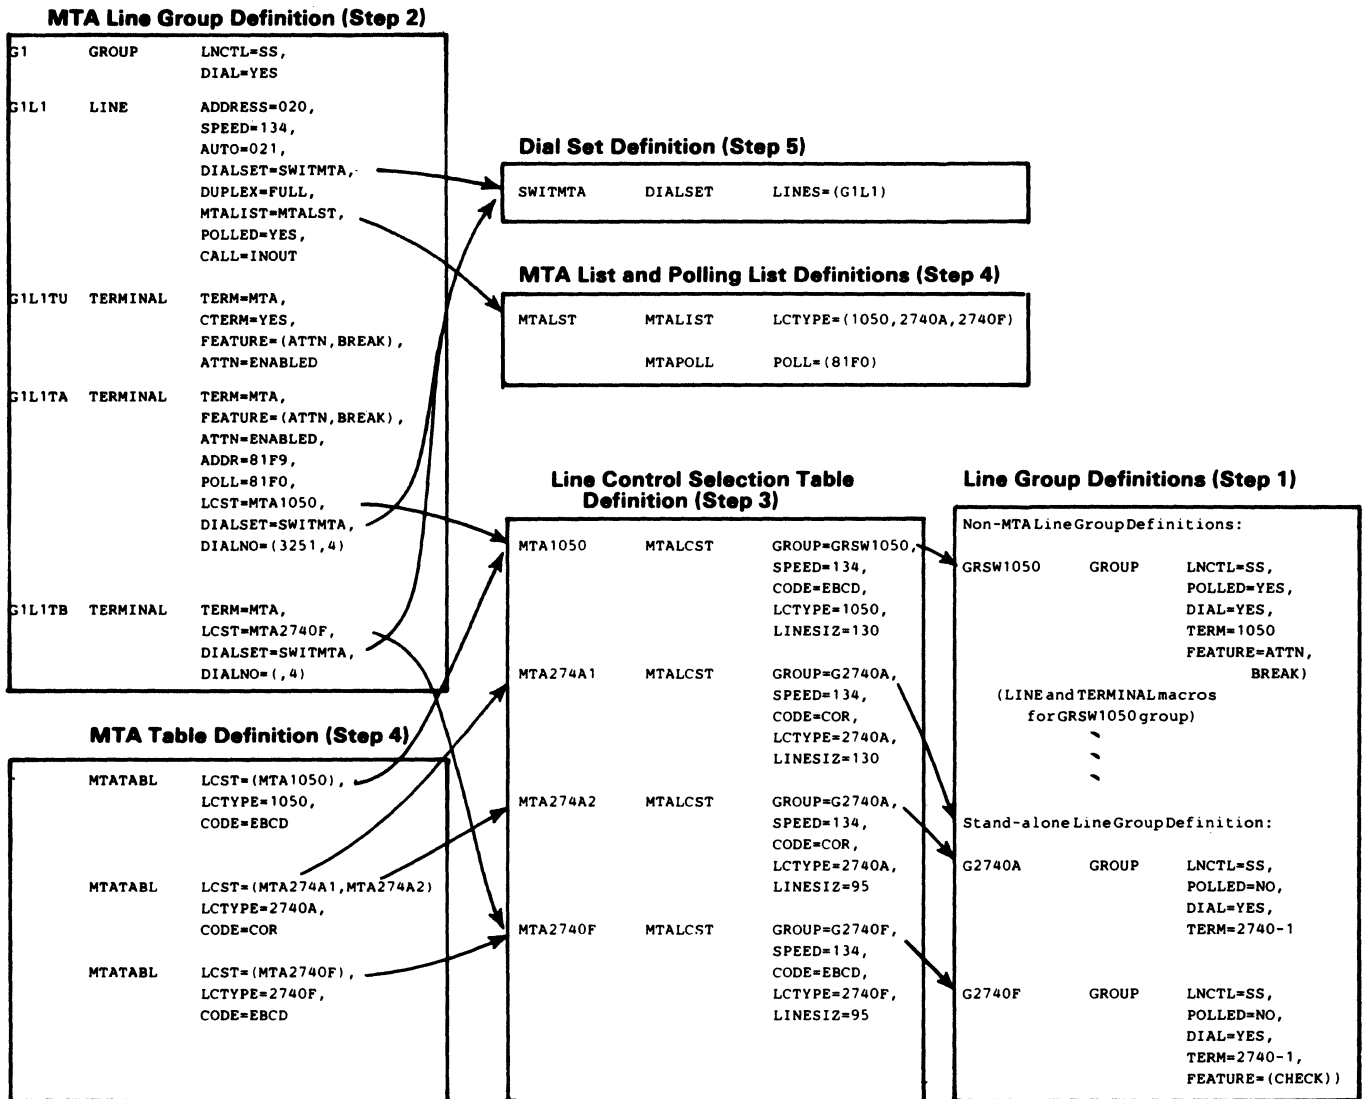 MTA Line Group Definition (Step 2)
G1 GROUP LNCTL=SS,
DIAL=YES
G1L1 LINE ADDRESS=020,
SPEED=134,
AUTO=021,
DIALSET=SWITMTA,
DUPLEX=FULL,
MTALIST=MTALST,
POLLED=YES,
CALL=INOUT
G1L1TU TERMINAL TERM=MTA,
CTERM=YES,
FEATURE=(ATTN,BREAK),
ATTN=ENABLED
G1L1TA TERMINAL TERM=MTA,
FEATURE=(ATTN,BREAK),
ATTN=ENABLED,
ADDR=81F9,
POLL=81F0,
LCST=MTA1050,
DIALSET=SWITMTA,
DIALNO=(3251,4)
G1L1TB TERMINAL TERM=MTA,
LCST=MTA2740F,
DIALSET=SWITMTA,
DIALNO=(,4)
MTA Table Definition (Step 4)
MTATABL LCST=(MTA1050),
LCTYPE=1050,
CODE=EBCD
MTATABL LCST=(MTA274A1,MTA274A2)
LCTYPE=2740A,
CODE=COR
MTATABL LCST=(MTA2740F),
LCTYPE=2740F,
CODE=EBCD
Dial Set Definition (Step 5)
SWITMTA DIALSET LINES=(G1L1)
MTA List and Polling List Definitions (Step 4)
MTALST MTALIST LCTYPE=(1050,2740A,2740F)
MTAPOLL POLL=(81F0)
Line Control Selection Table
Definition (Step 3)
MTA1050 MTALCST GROUP=GRSW1050,
SPEED=134,
CODE=EBCD,
LCTYPE=1050,
LINESIZ=130
MTA274A1 MTALCST GROUP=G2740A,
SPEED=134,
CODE=COR,
LCTYPE=2740A,
LINESIZ=130
MTA274A2 MTALCST GROUP=G2740A,
SPEED=134,
CODE=COR,
LCTYPE=2740A,
LINESIZ=95
MTA2740F MTALCST GROUP=G2740F,
SPEED=134,
CODE=EBCD,
LCTYPE=2740F,
LINESIZ=95
Line Group Definitions (Step 1)
Non-MTA Line Group Definitions:
GRSW1050 GROUP LNCTL=SS,
POLLED=YES,
DIAL=YES,
TERM=1050
FEATURE=ATTN,
BREAK)
(LINE and TERMINAL macros
for GRSW1050 group)
Stand-alone Line Group Definition:
G2740A GROUP LNCTL=SS,
POLLED=NO,
DIAL=YES,
TERM=2740-1
G2740F GROUP LNCTL=SS,
POLLED=NO,
DIAL=YES,
TERM=2740-1,
FEATURE=(CHECK))